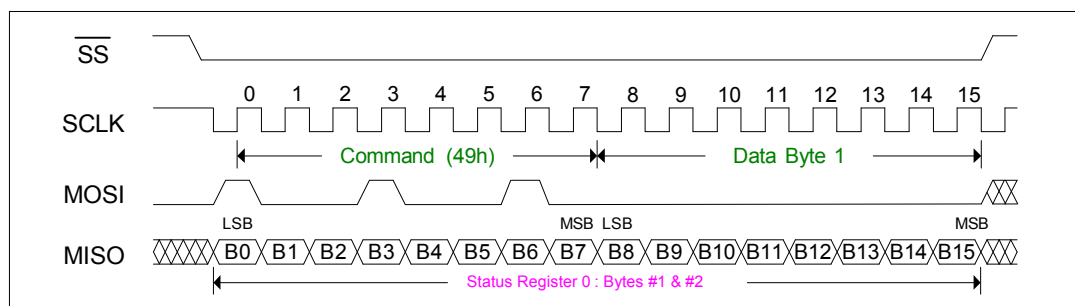 SS
0 1 2 3 4 5 6 7 8 9 10 11 12 13 14 15
SCLK
Command (49h) Data Byte 1
MOSI
LSB MSB LSB MSB
MISO B0 B1 B2 B3 B4 B5 B6 B7 B8 B9 B10 B11 B12 B13 B14 B15
Status Register 0 : Bytes #1 & #2